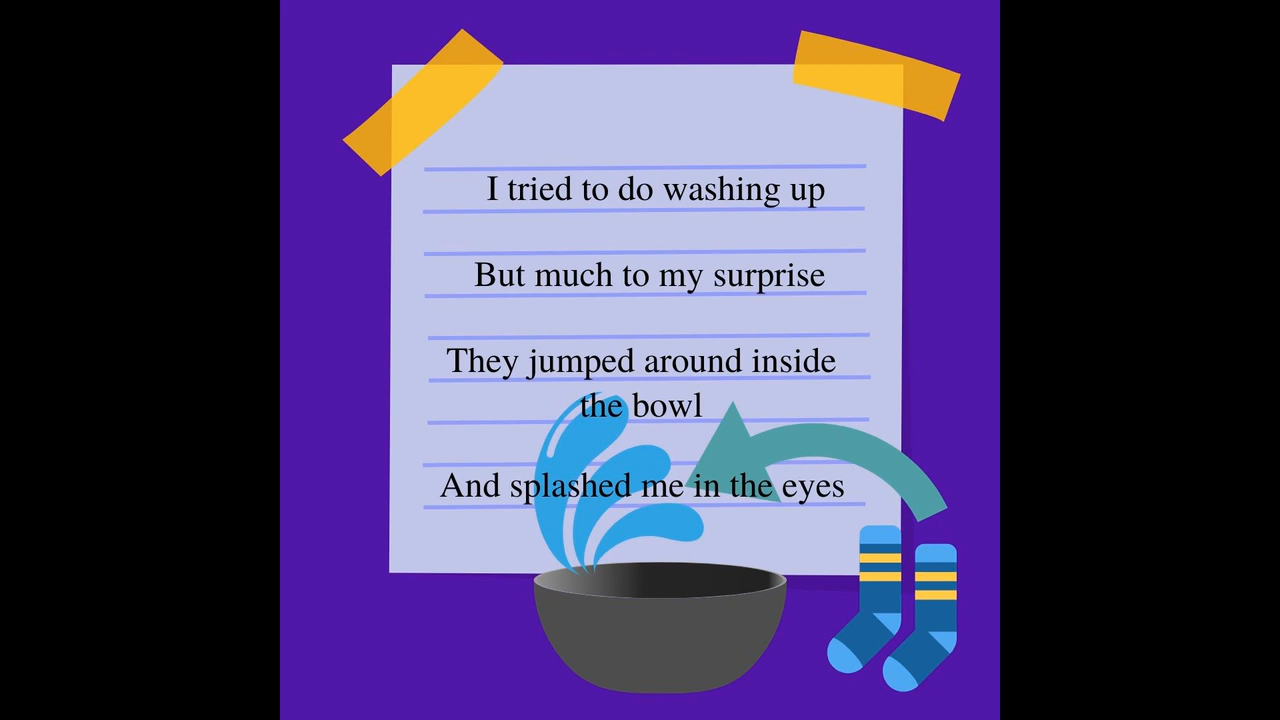 I tried to do washing up
But much to my surprise
They jumped around inside
the bowl
And splashed me in the eyes